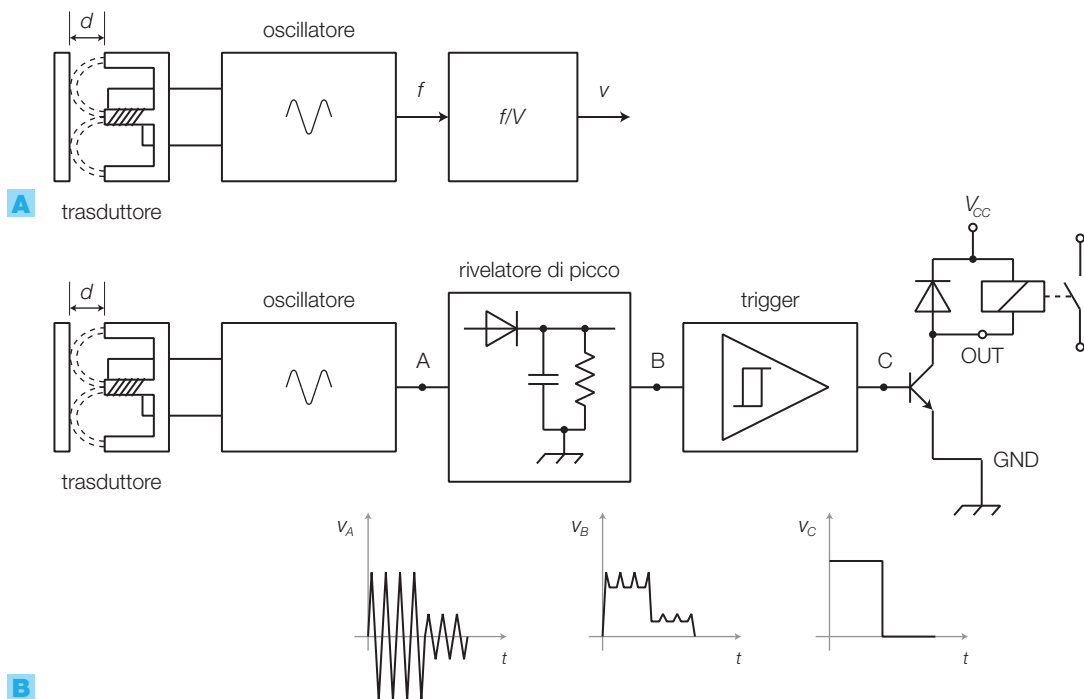 d
oscillatore
f
f/V
v
trasduttore
A
V_CC
d
oscillatore
rivelatore di picco
trigger
A
B
C
OUT
GND
trasduttore
v_A
t
v_B
t
v_C
t
B